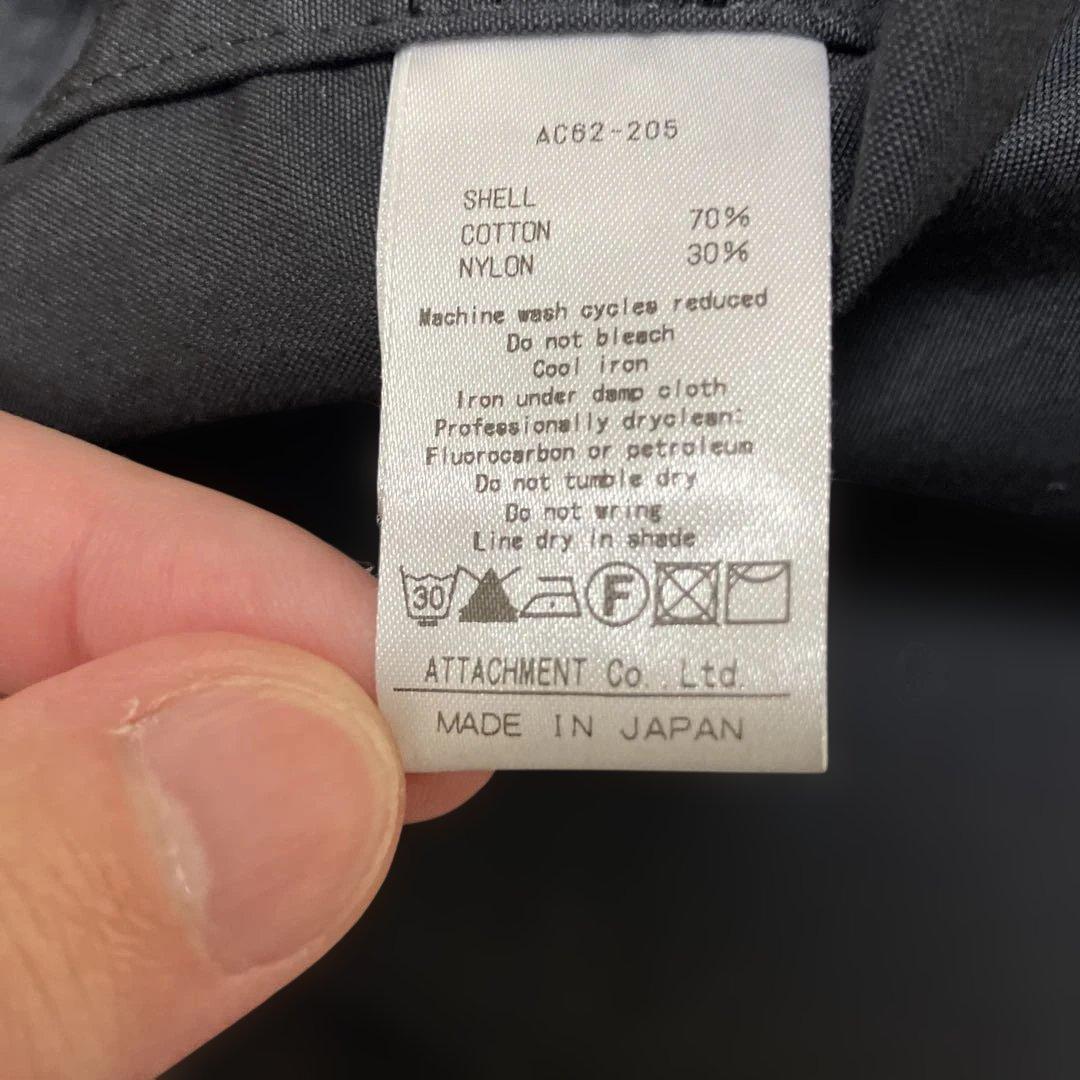 AC62-205
SHELL
COTTON 70%
NYLON 30%
Machine wash cycles reduced
Do not bleach
Cool iron
Iron under damp cloth
Professionally dryclean:
Fluorocarbon or petroleum
Do not tumble dry
Do not wring
Line dry in shade
30 F
ATTACHMENT Co., Ltd.
MADE IN JAPAN